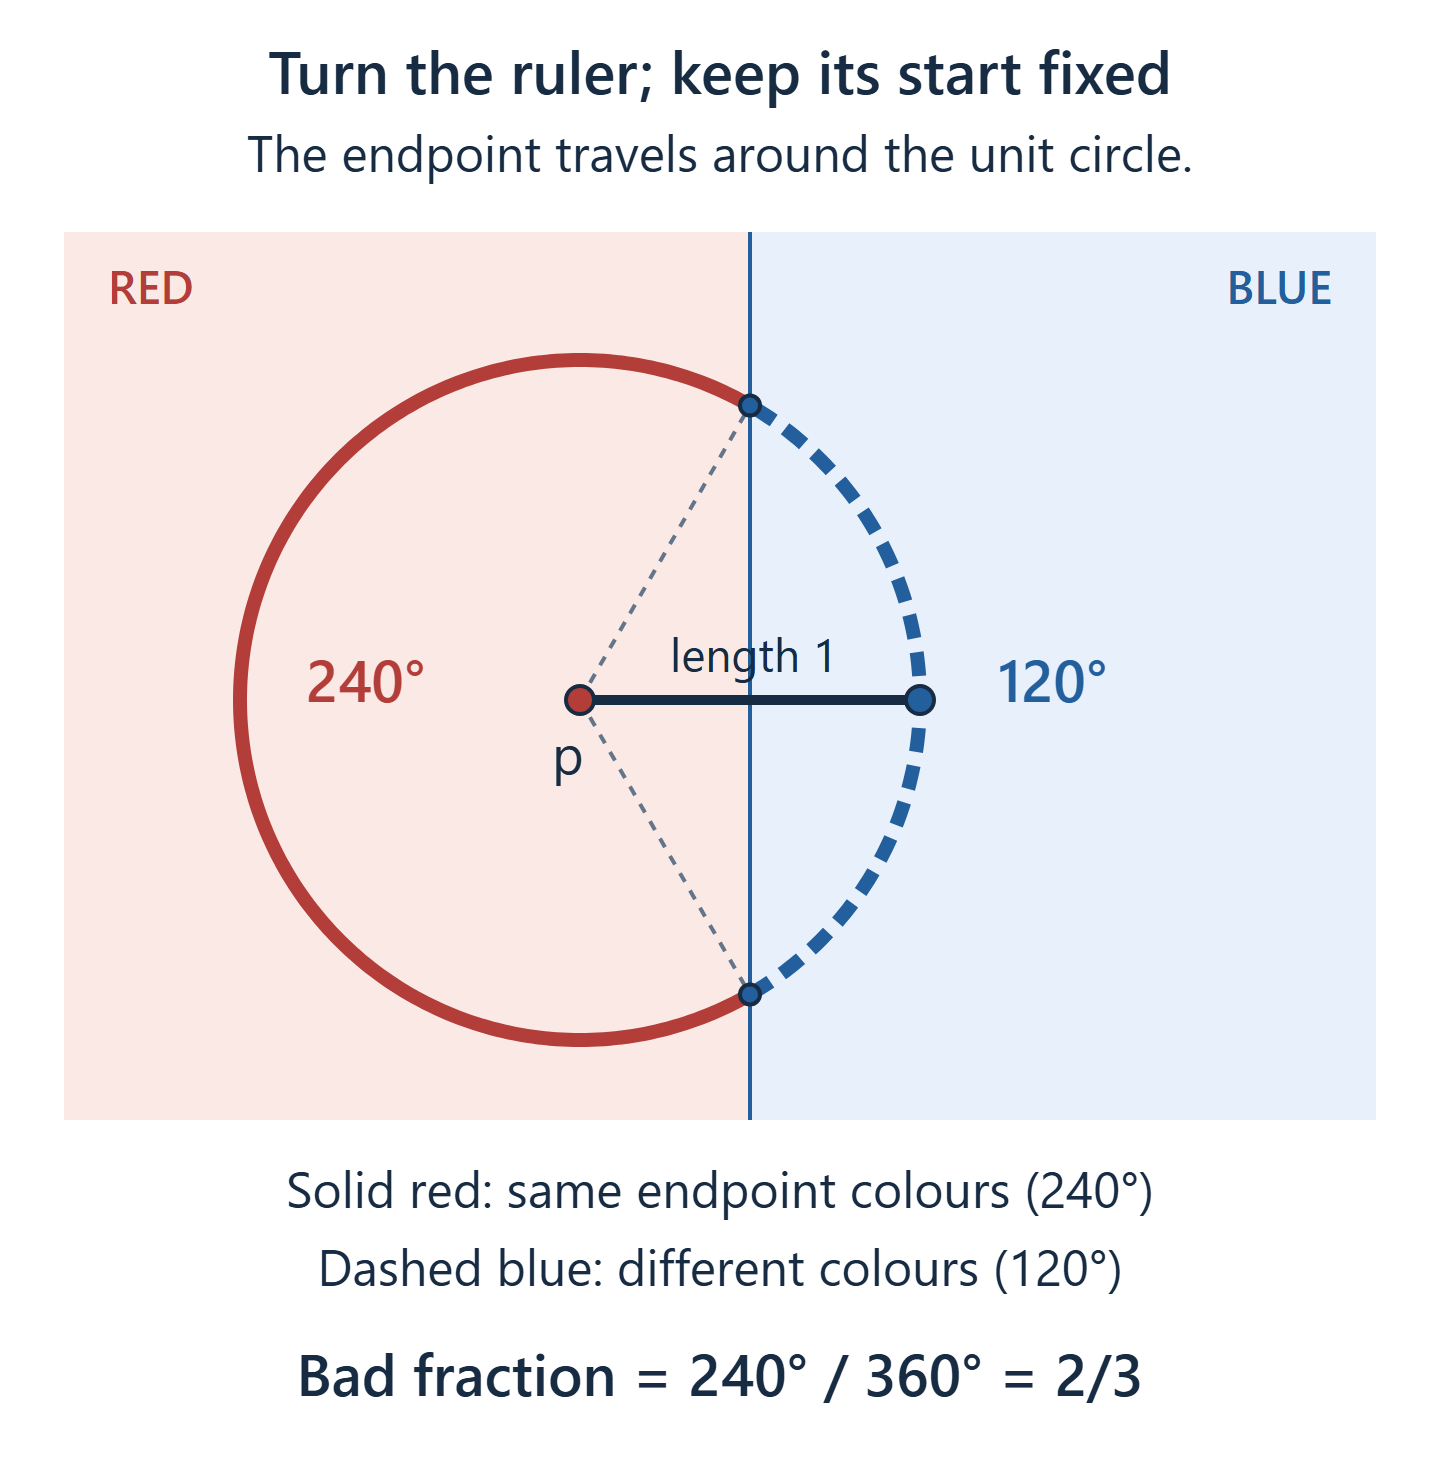 Turn the ruler; keep its start fixed
The endpoint travels around the unit circle.
RED
BLUE
length 1
240°
120°
p
Solid red: same endpoint colours (240°)
Dashed blue: different colours (120°)
Bad fraction = 240° / 360° = 2/3